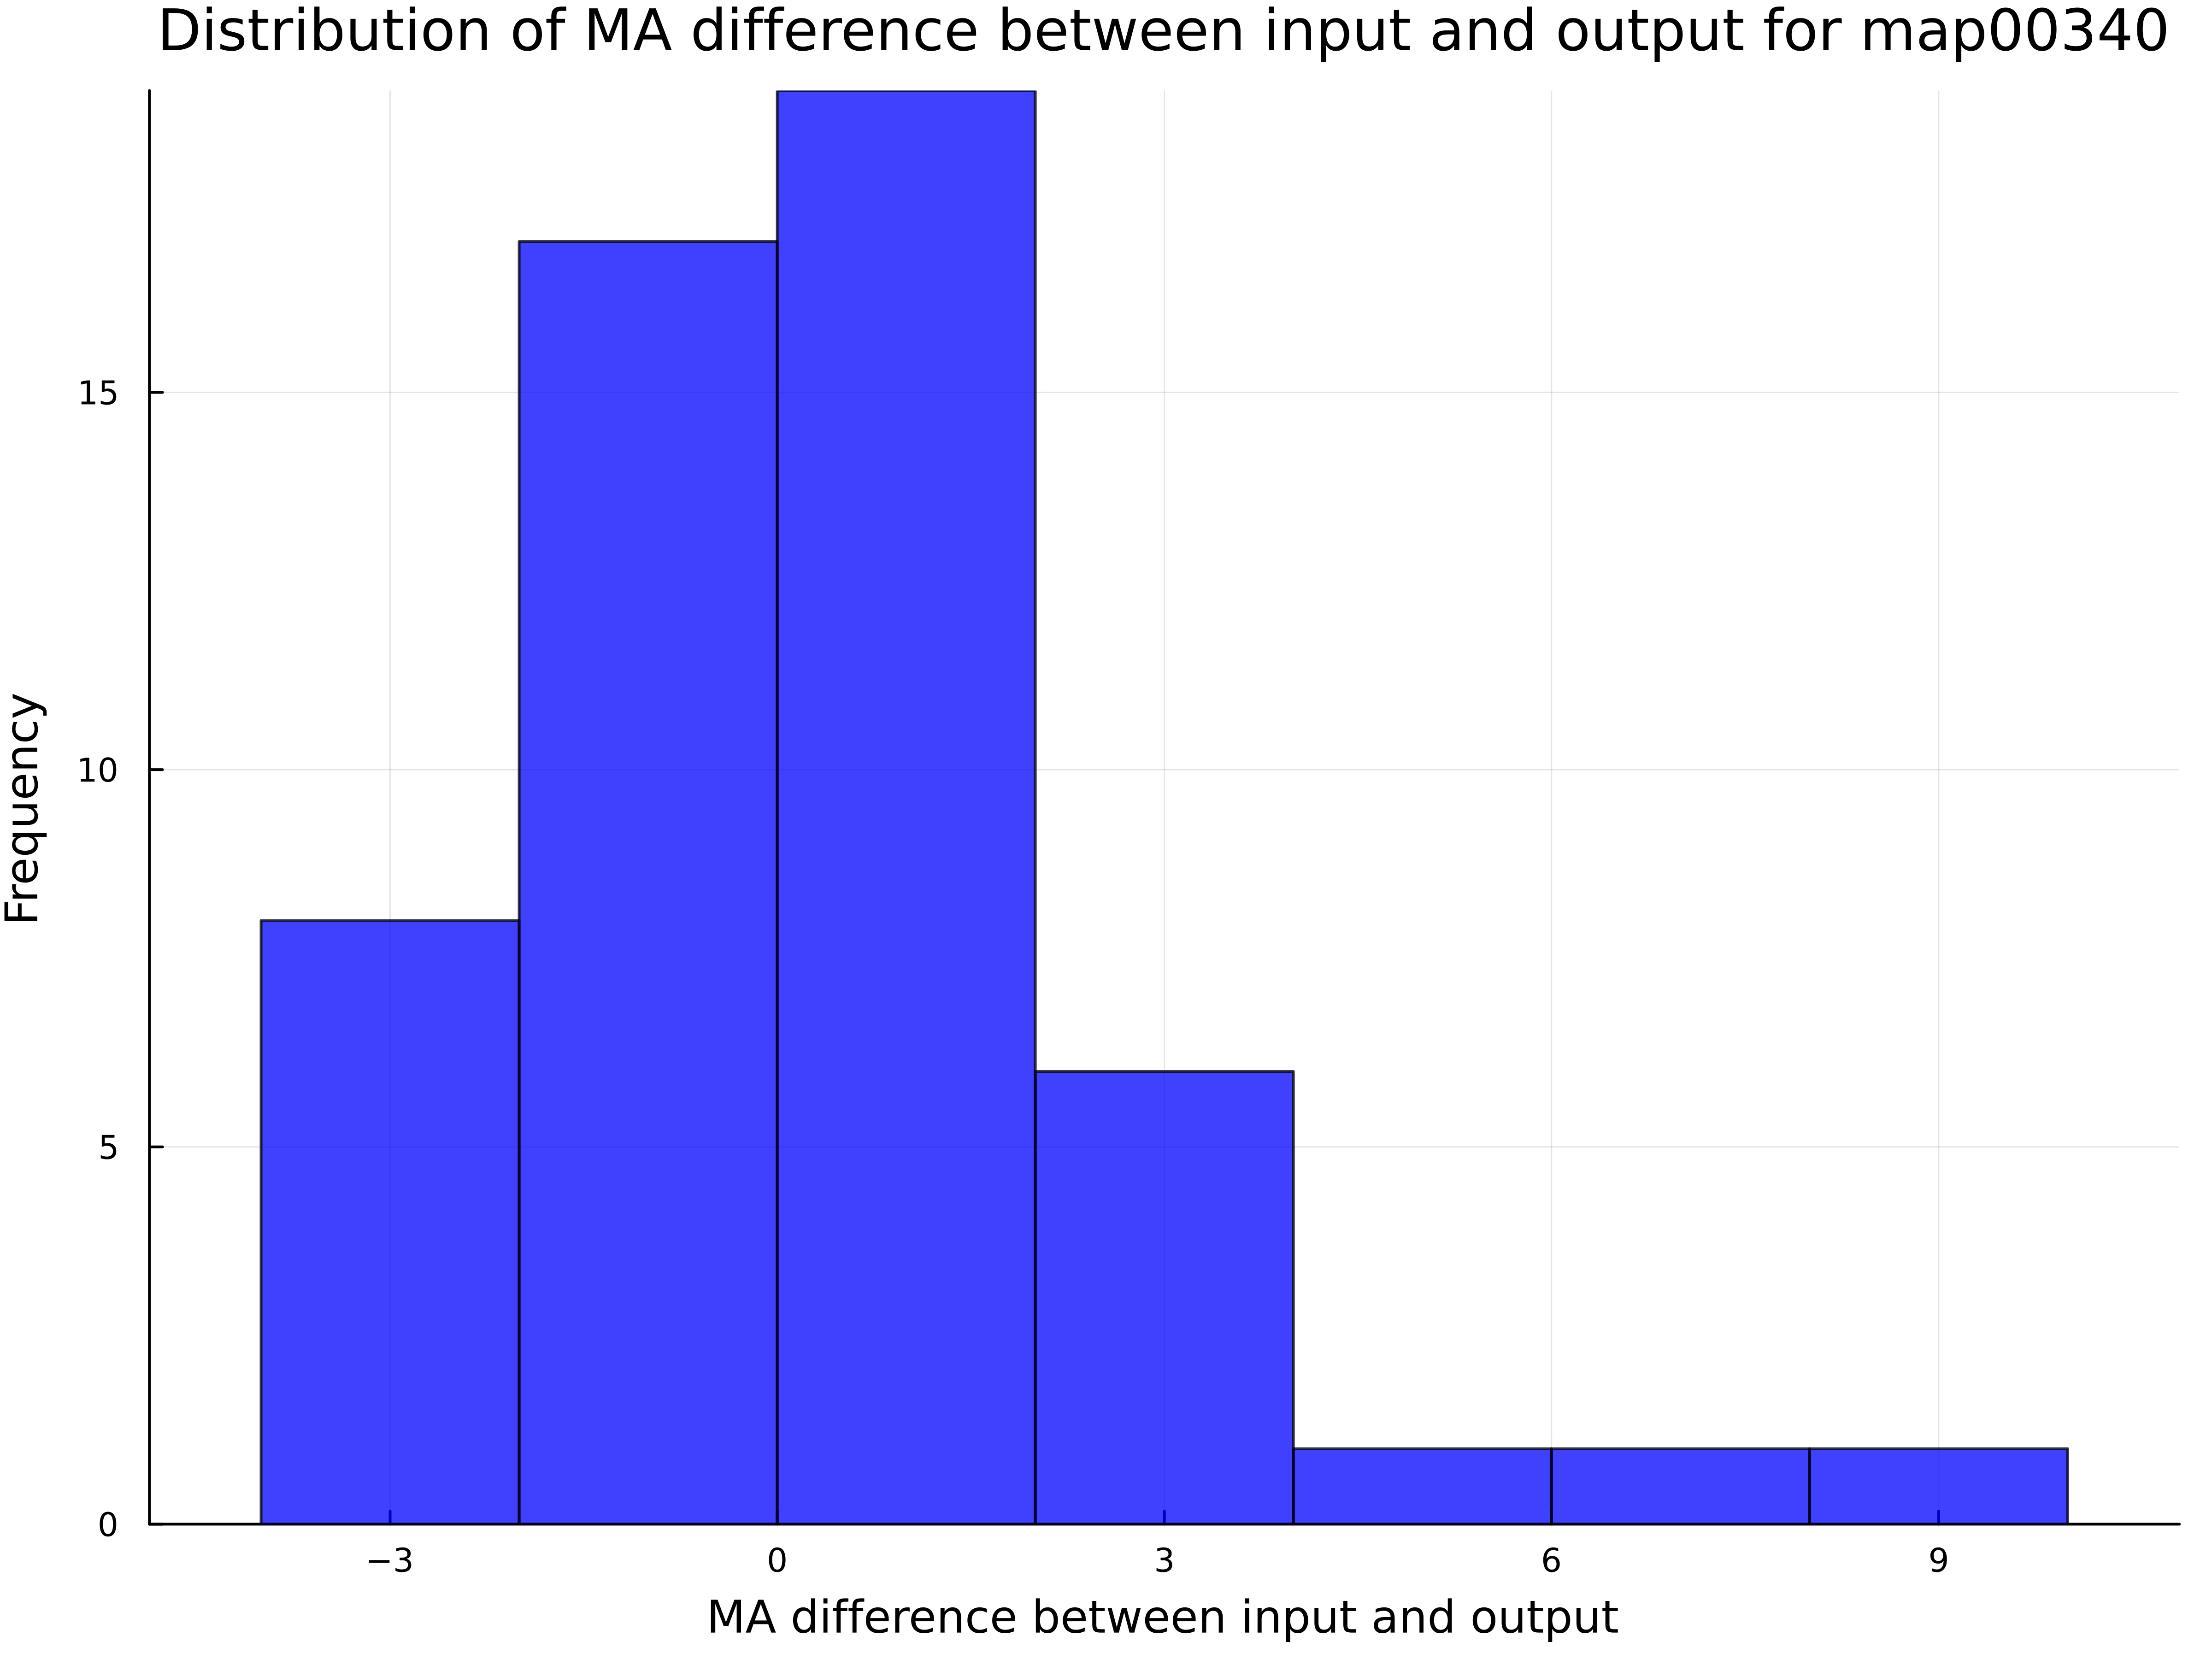 Distribution of MA difference between input and output for map00340
15
10
5
0
Frequency
−3 0 3 6 9
MA difference between input and output